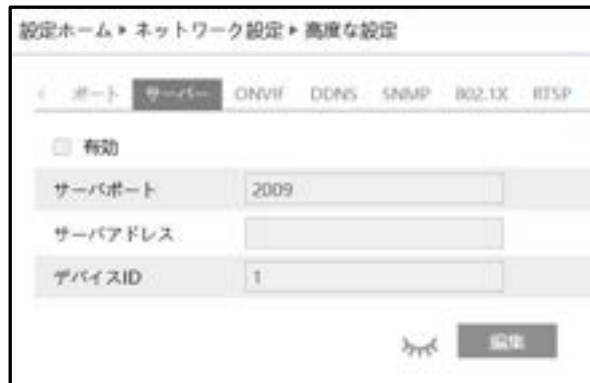 設定ホーム ▸ ネットワーク設定 ▸ 高度な設定
‹ ポート サーバー ONVIF DDNS SNMP 802.1X RTSP
有効
サーバポート 2009
サーバアドレス
デバイスID 1
編集